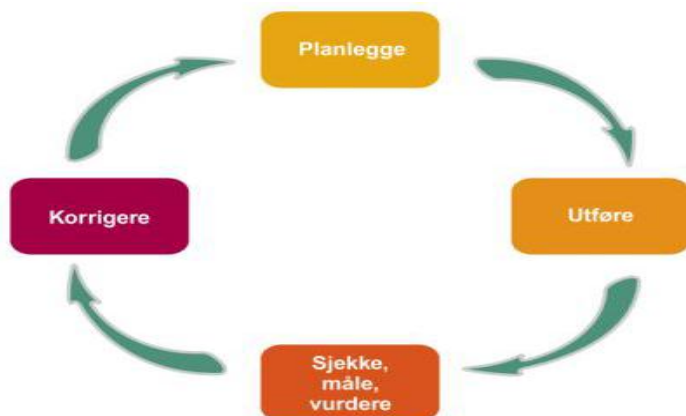 Planlegge
Utføre
Sjekke,
måle,
vurdere
Korrigere